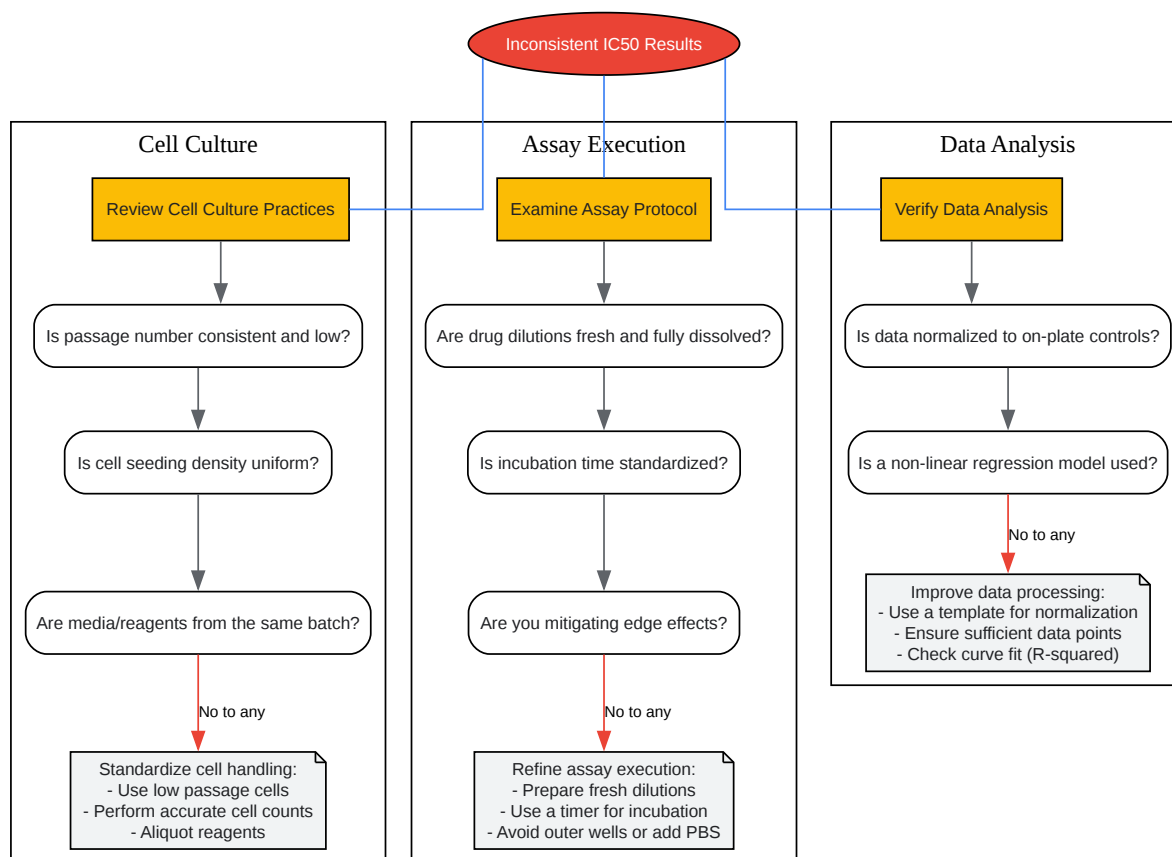 Inconsistent IC50 Results
Cell Culture
Review Cell Culture Practices
Is passage number consistent and low?
Is cell seeding density uniform?
Are media/reagents from the same batch?
No to any
Standardize cell handling:
- Use low passage cells
- Perform accurate cell counts
- Aliquot reagents
Assay Execution
Examine Assay Protocol
Are drug dilutions fresh and fully dissolved?
Is incubation time standardized?
Are you mitigating edge effects?
No to any
Refine assay execution:
- Prepare fresh dilutions
- Use a timer for incubation
- Avoid outer wells or add PBS
Data Analysis
Verify Data Analysis
Is data normalized to on-plate controls?
Is a non-linear regression model used?
No to any
Improve data processing:
- Use a template for normalization
- Ensure sufficient data points
- Check curve fit (R-squared)